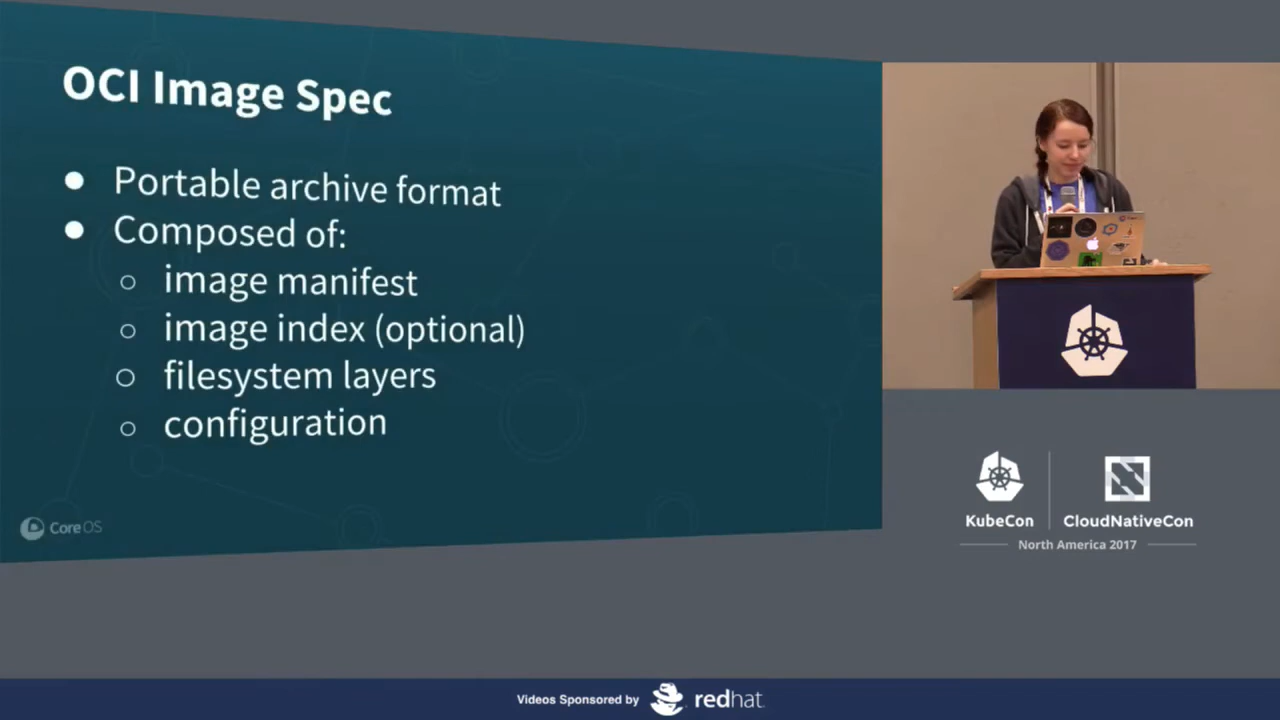 OCI Image Spec
Portable archive format
Composed of:
image manifest
image index (optional)
filesystem layers
configuration
CoreOS
KubeCon
CloudNativeCon
North America 2017
Videos Sponsored by
redhat.